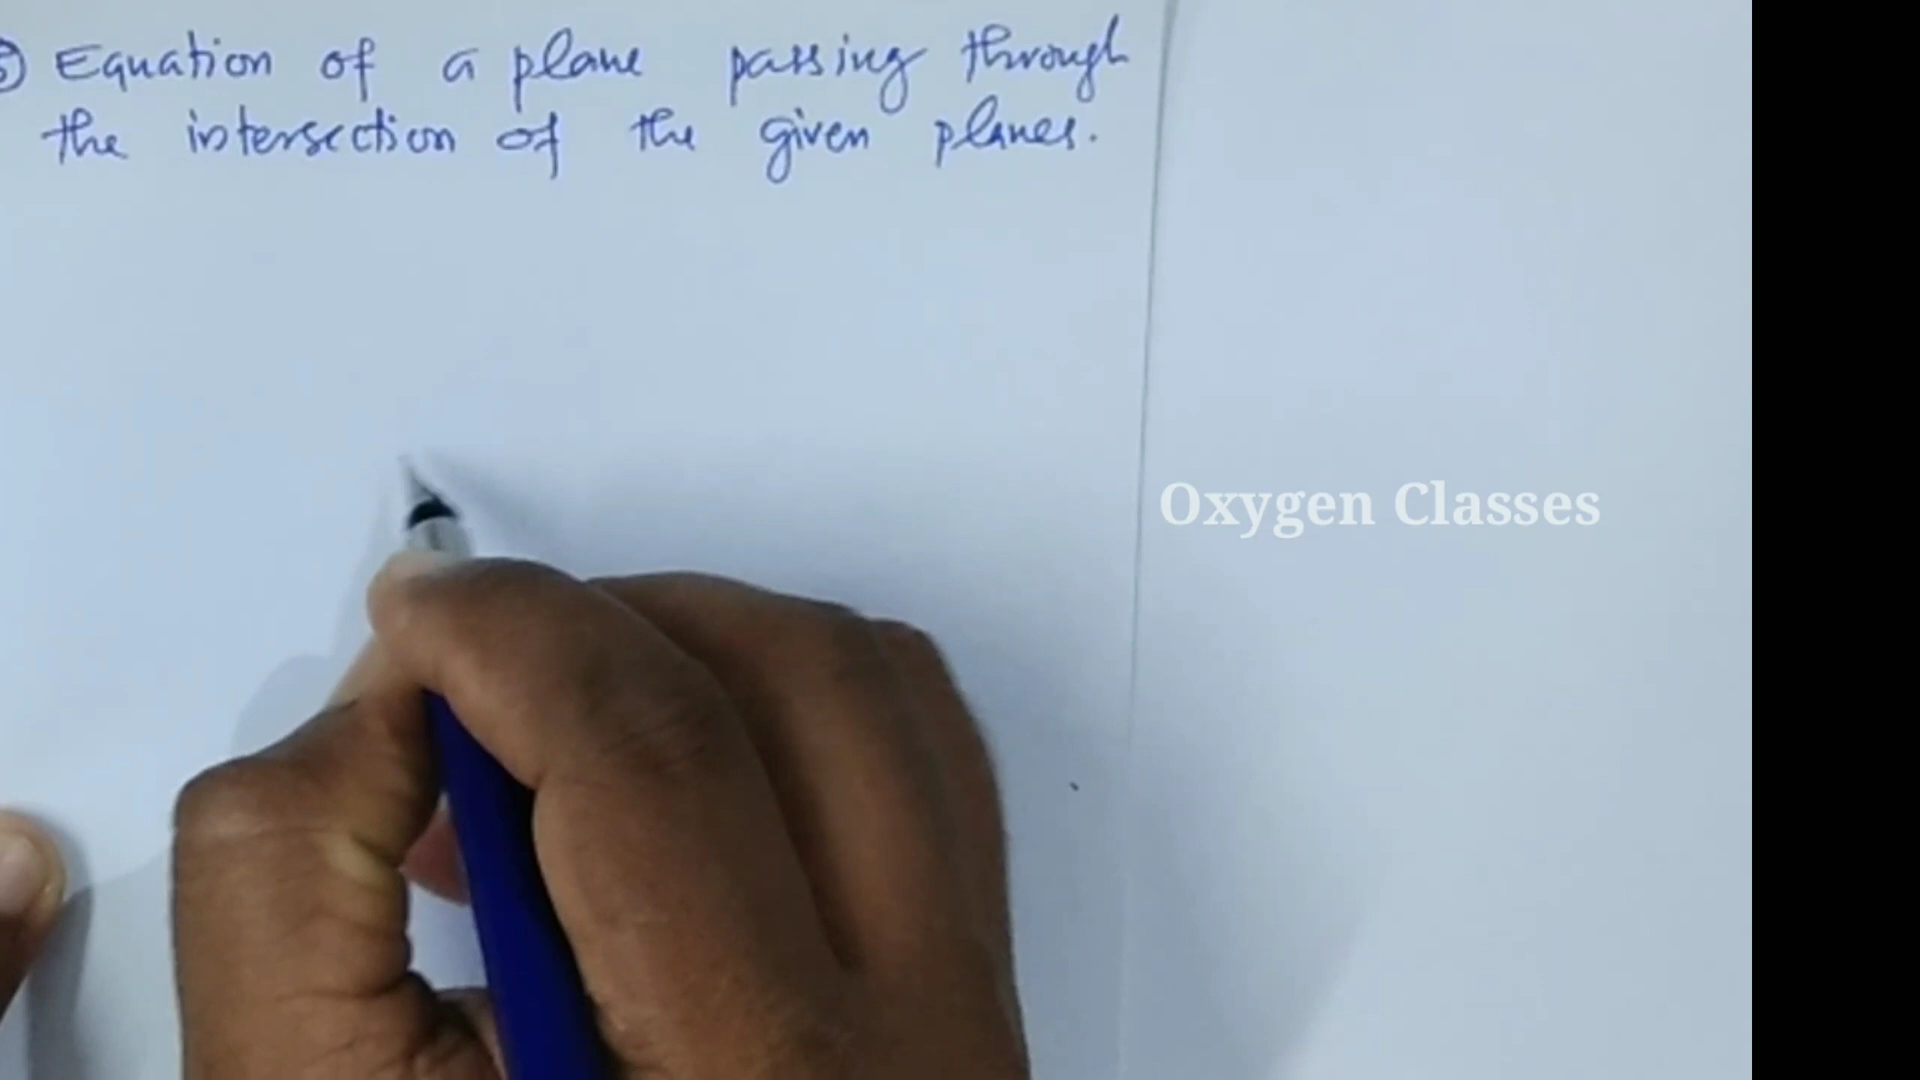 Equation of a plane passing through
the intersection of the given planes.
Oxygen Classes